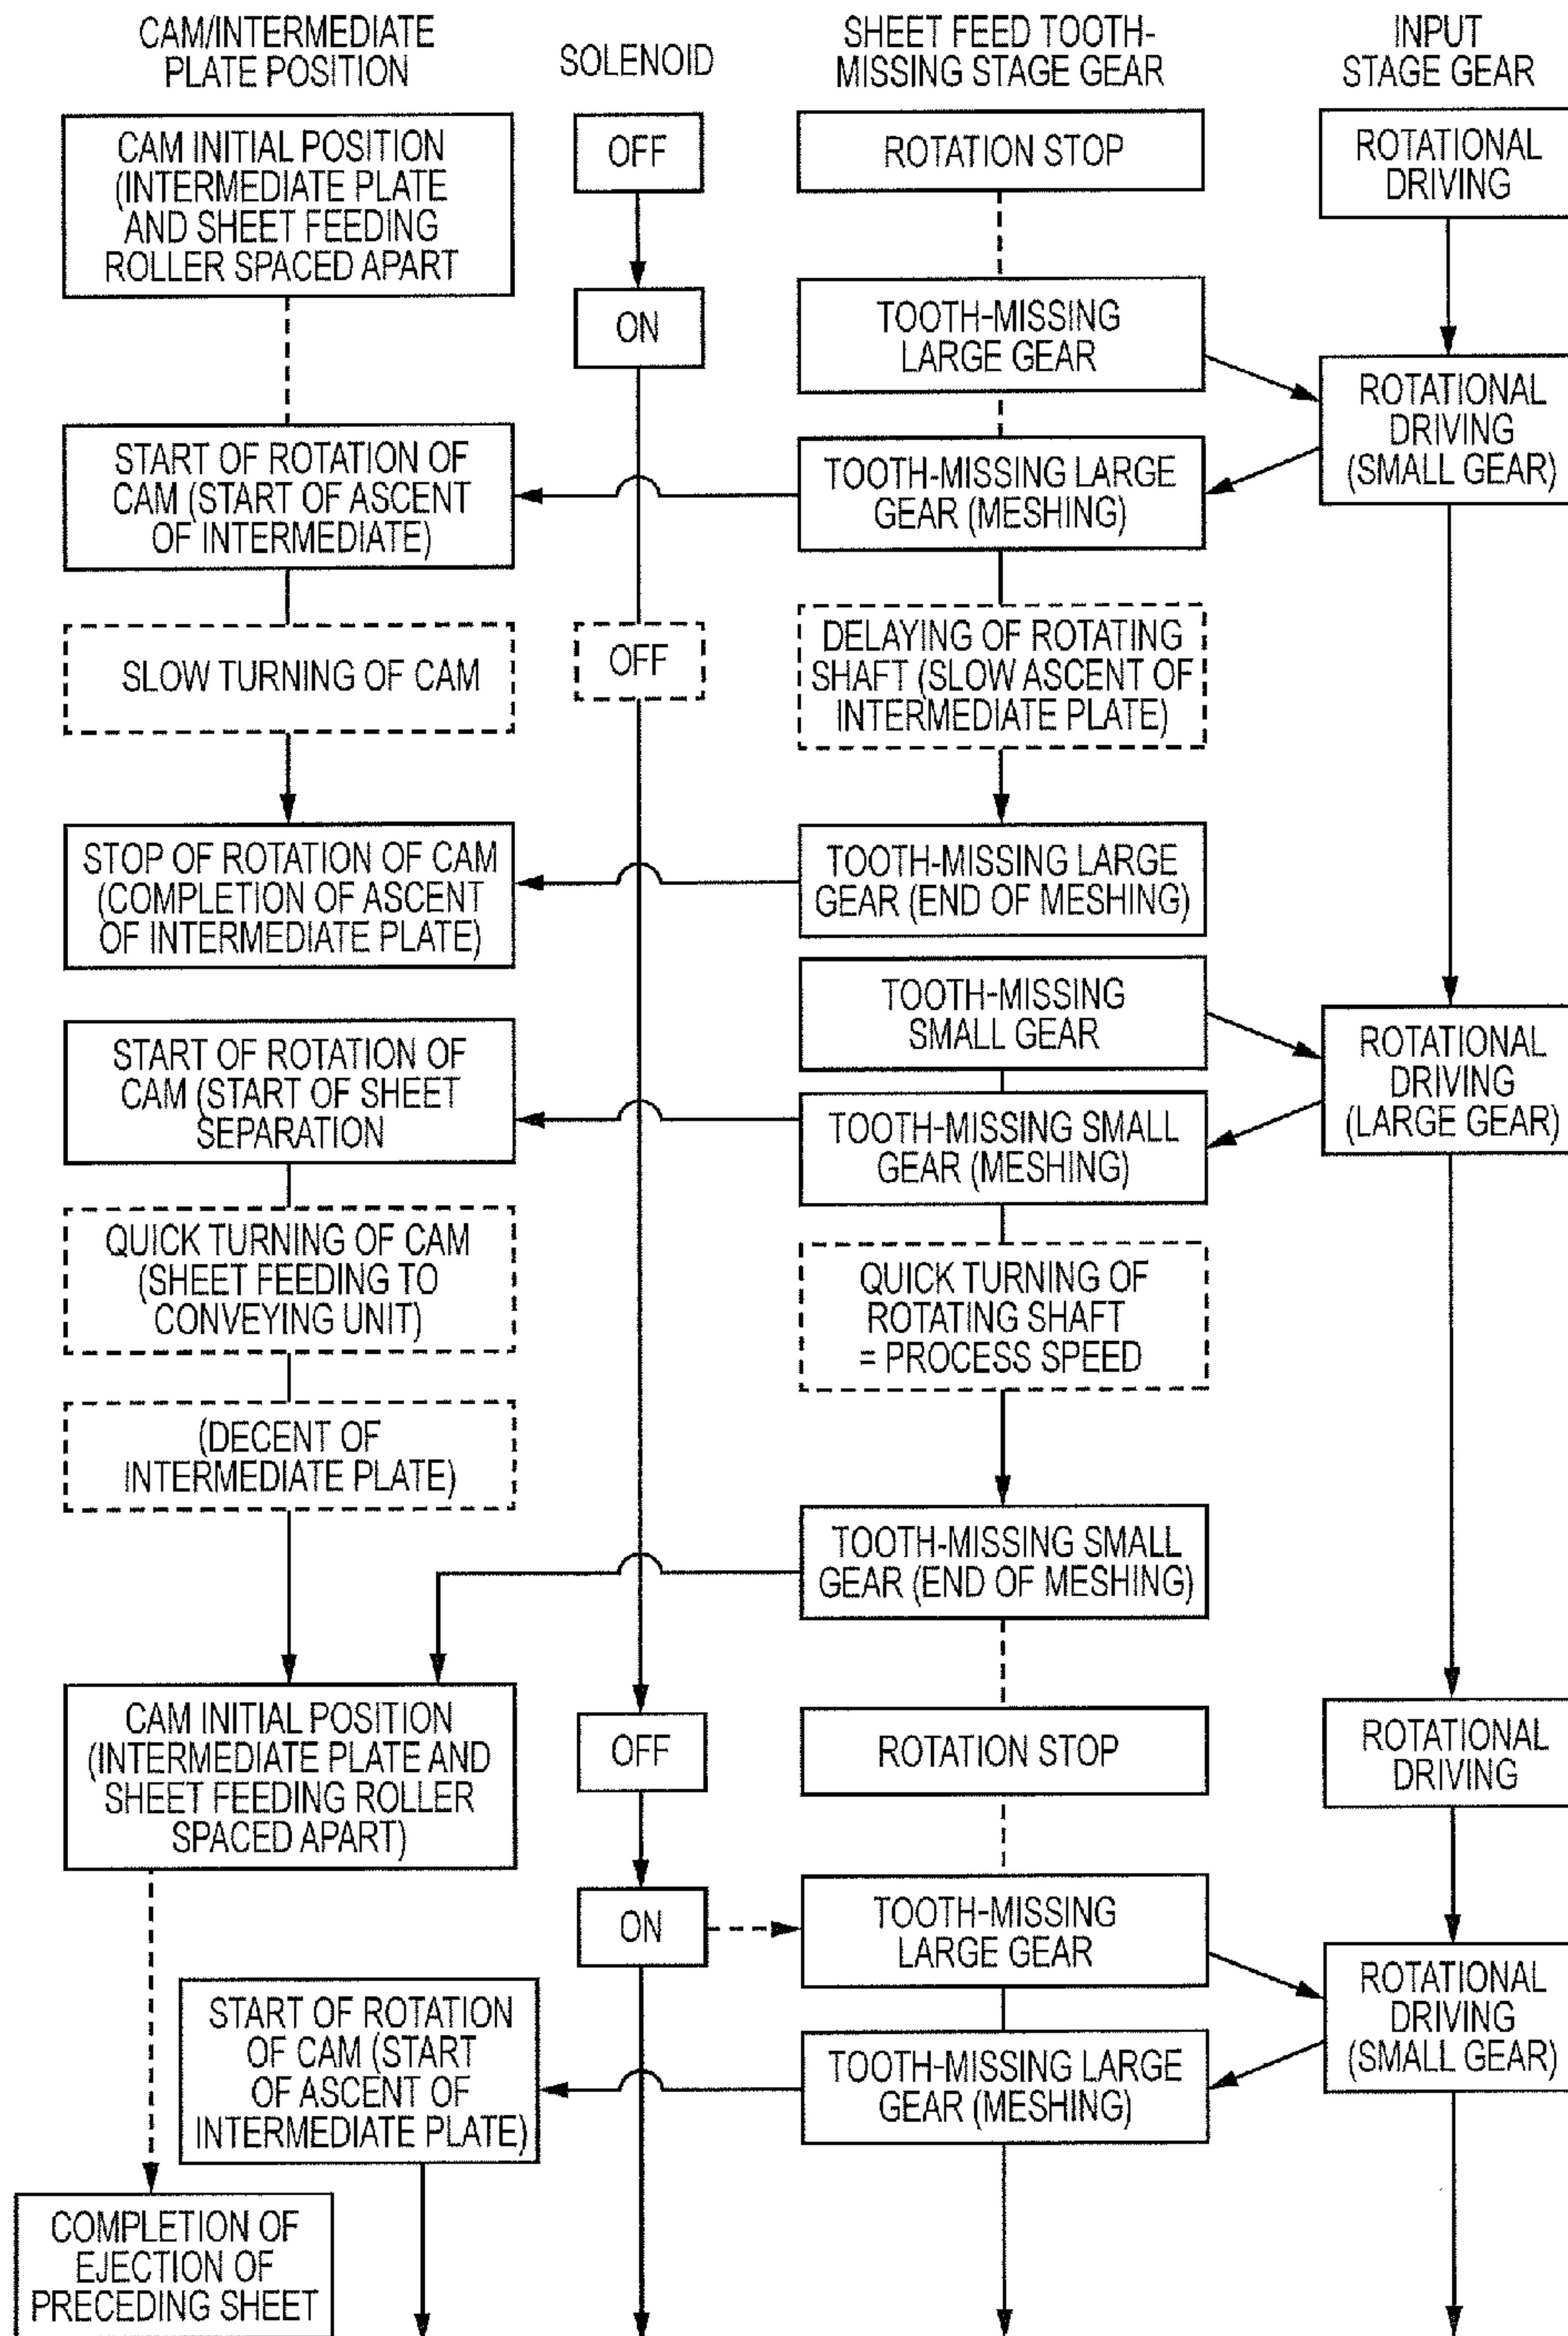 CAM/INTERMEDIATE
PLATE POSITION
SOLENOID
SHEET FEED TOOTH-
MISSING STAGE GEAR
INPUT
STAGE GEAR
CAM INITIAL POSITION
(INTERMEDIATE PLATE
AND SHEET FEEDING
ROLLER SPACED APART
OFF
ROTATION STOP
ROTATIONAL
DRIVING
ON
TOOTH-MISSING
LARGE GEAR
ROTATIONAL
DRIVING
(SMALL GEAR)
START OF ROTATION OF
CAM (START OF ASCENT
OF INTERMEDIATE)
TOOTH-MISSING LARGE
GEAR (MESHING)
SLOW TURNING OF CAM
OFF
DELAYING OF ROTATING
SHAFT (SLOW ASCENT OF
INTERMEDIATE PLATE)
STOP OF ROTATION OF CAM
(COMPLETION OF ASCENT
OF INTERMEDIATE PLATE)
TOOTH-MISSING LARGE
GEAR (END OF MESHING)
TOOTH-MISSING
SMALL GEAR
ROTATIONAL
DRIVING
(LARGE GEAR)
START OF ROTATION OF
CAM (START OF SHEET
SEPARATION
TOOTH-MISSING SMALL
GEAR (MESHING)
QUICK TURNING OF CAM
(SHEET FEEDING TO
CONVEYING UNIT)
QUICK TURNING OF
ROTATING SHAFT
= PROCESS SPEED
(DECENT OF
INTERMEDIATE PLATE)
TOOTH-MISSING SMALL
GEAR (END OF MESHING)
CAM INITIAL POSITION
(INTERMEDIATE PLATE AND
SHEET FEEDING ROLLER
SPACED APART)
OFF
ROTATION STOP
ROTATIONAL
DRIVING
ON
TOOTH-MISSING
LARGE GEAR
ROTATIONAL
DRIVING
(SMALL GEAR)
START OF ROTATION
OF CAM (START
OF ASCENT OF
INTERMEDIATE PLATE)
TOOTH-MISSING LARGE
GEAR (MESHING)
COMPLETION OF
EJECTION OF
PRECEDING SHEET